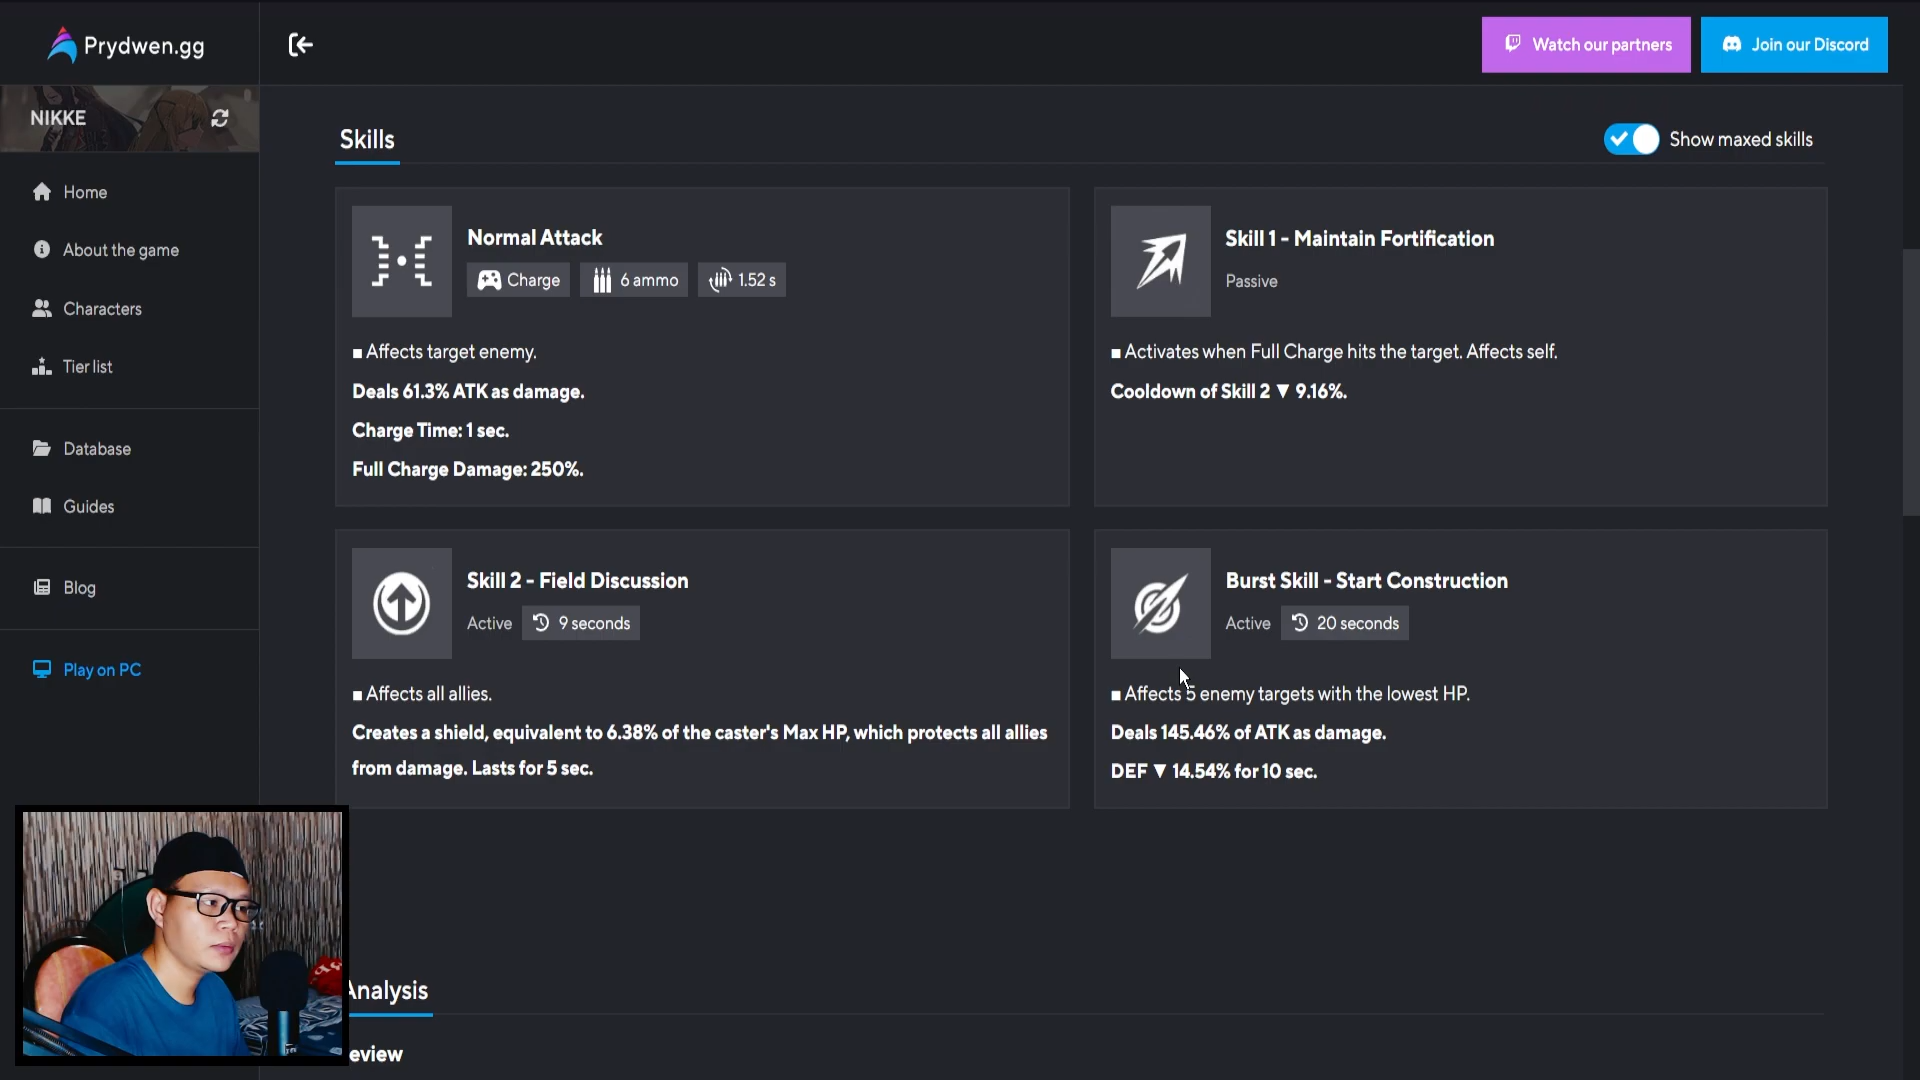 Prydwen.gg
Watch our partners
Join our Discord
NIKKE
Home
About the game
Characters
Tier list
Database
Guides
Blog
Play on PC
Skills
Show maxed skills
Normal Attack
Charge
6 ammo
1.52 s
■ Affects target enemy.
Deals 61.3% ATK as damage.
Charge Time: 1 sec.
Full Charge Damage: 250%.
Skill 1 - Maintain Fortification
Passive
■ Activates when Full Charge hits the target. Affects self.
Cooldown of Skill 2 ▼ 9.16%.
Skill 2 - Field Discussion
Active
9 seconds
■ Affects all allies.
Creates a shield, equivalent to 6.38% of the caster's Max HP, which protects all allies
from damage. Lasts for 5 sec.
Burst Skill - Start Construction
Active
20 seconds
■ Affects 5 enemy targets with the lowest HP.
Deals 145.46% of ATK as damage.
DEF ▼ 14.54% for 10 sec.
Analysis
eview